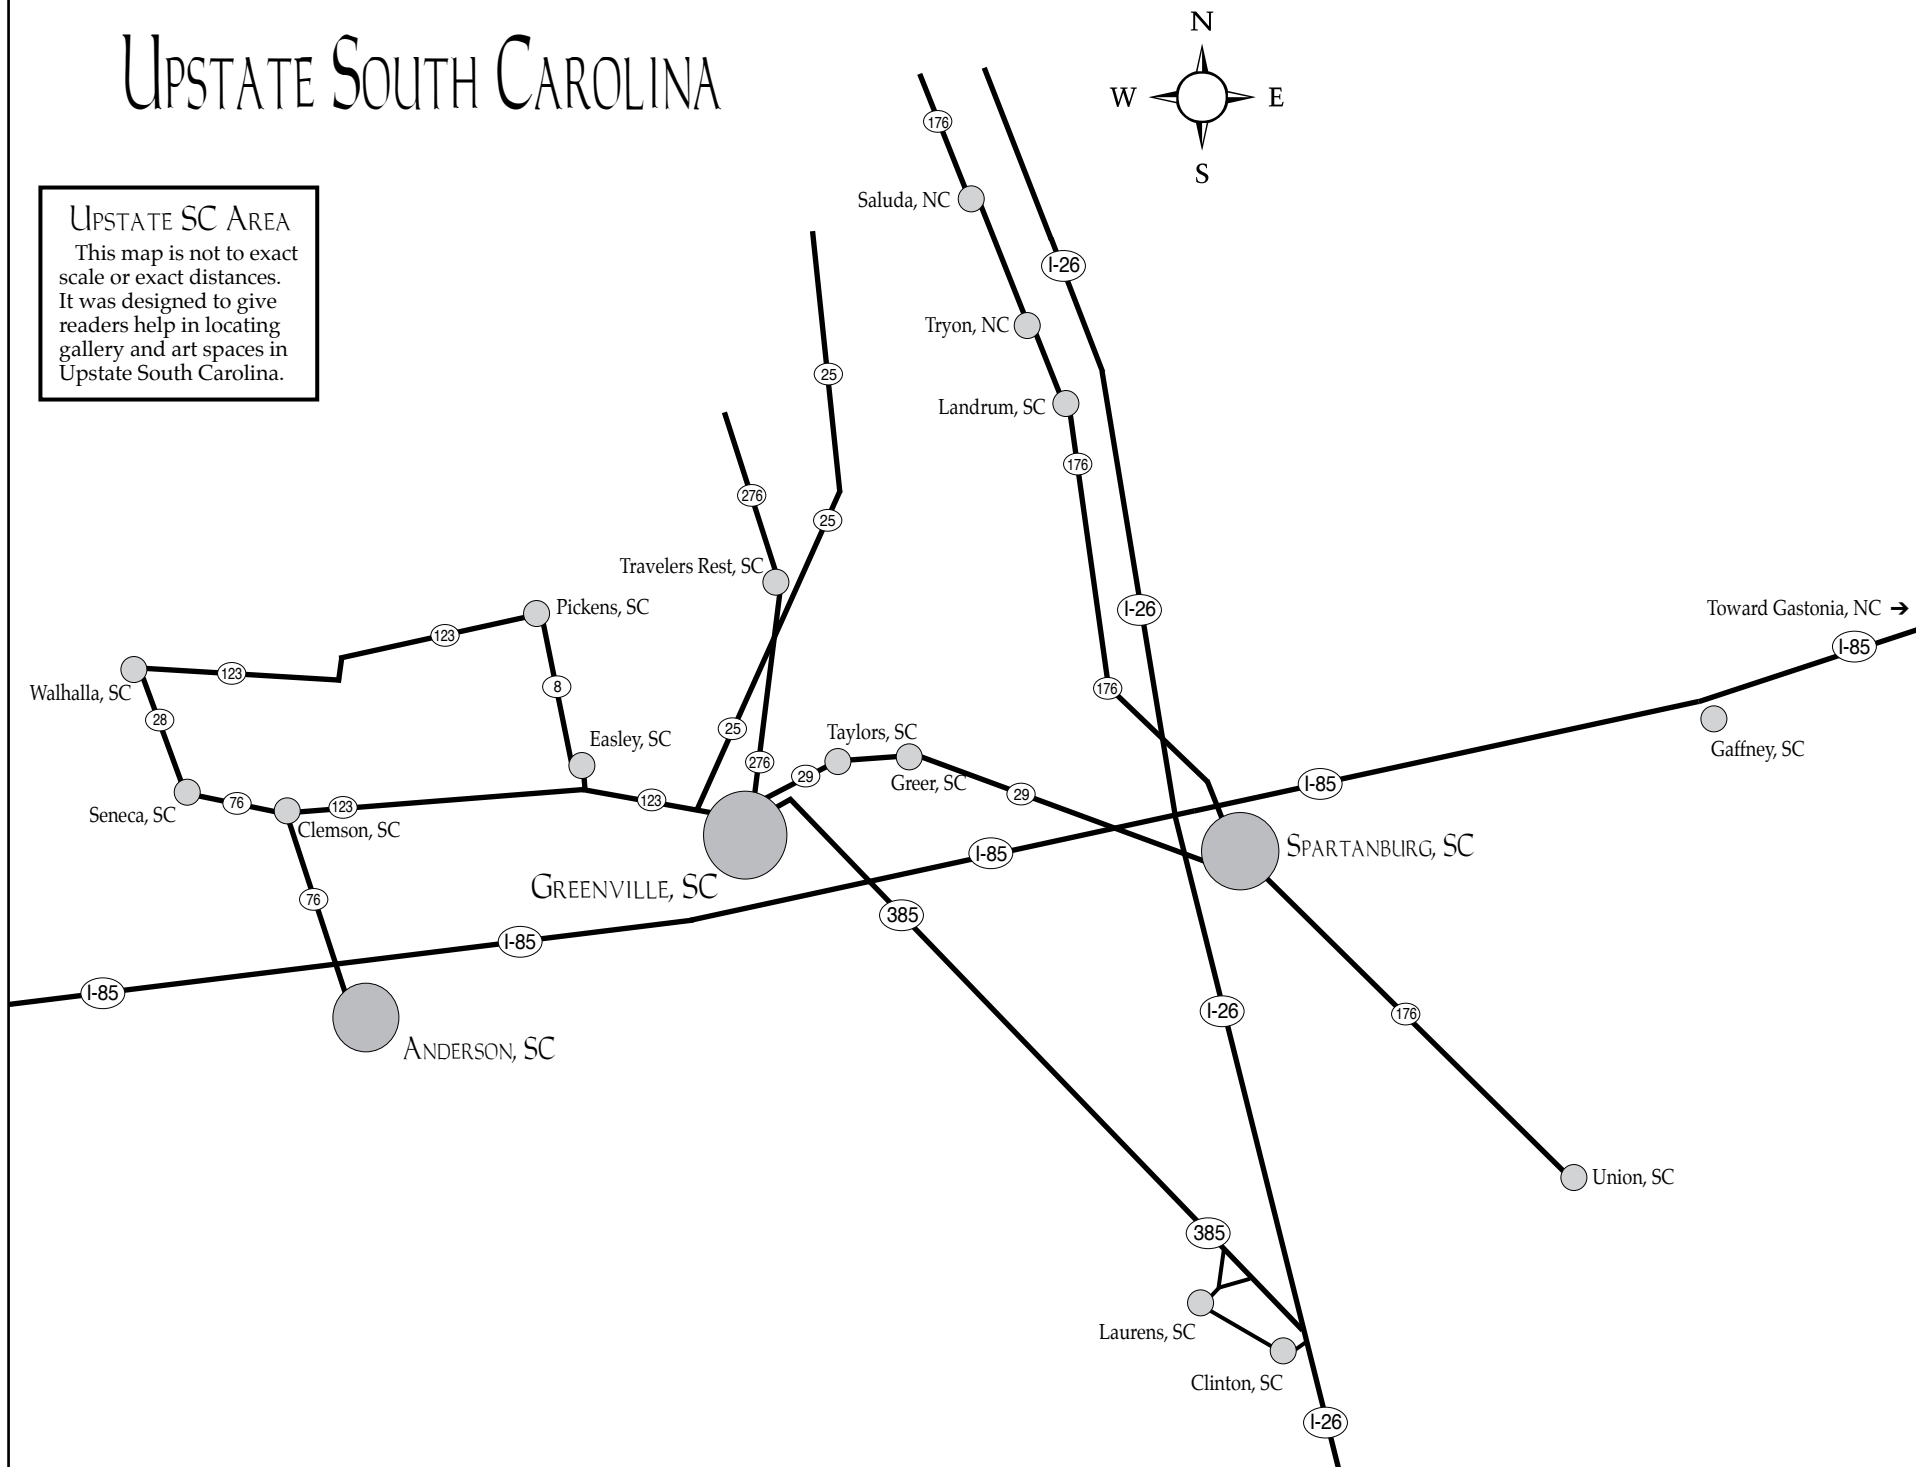 Upstate South Carolina
N
W E
S
176
Saluda, NC
Upstate SC Area
This map is not to exact
scale or exact distances.
It was designed to give
readers help in locating
gallery and art spaces in
Upstate South Carolina.
I-26
Tryon, NC
25
Landrum, SC
176
276
25
Travelers Rest, SC
Pickens, SC
I-26
Toward Gastonia, NC ➔
123
I-85
123
8
176
Walhalla, SC
28
25
Taylors, SC
Easley, SC
Gaffney, SC
276
29
Greer, SC
I-85
29
Seneca, SC
76
123
123
Clemson, SC
Spartanburg, SC
I-85
Greenville, SC
76
385
I-85
I-85
I-26
176
Anderson, SC
Union, SC
385
Laurens, SC
Clinton, SC
I-26